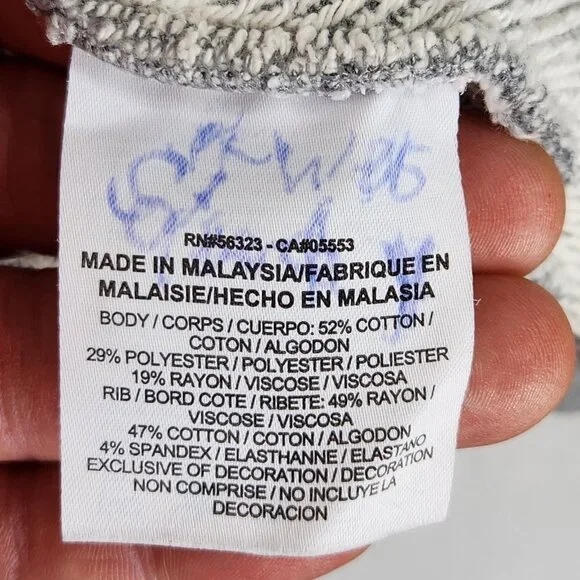 RN#56323 - CA#05553
MADE IN MALAYSIA/FABRIQUE EN
MALAISIE/HECHO EN MALASIA
BODY / CORPS / CUERPO: 52% COTTON /
COTON / ALGODON
29% POLYESTER / POLYESTER / POLIESTER
19% RAYON / VISCOSE / VISCOSA
RIB / BORD COTE / RIBETE: 49% RAYON /
VISCOSE / VISCOSA
47% COTTON / COTON / ALGODON
4% SPANDEX / ELASTHANNE / ELASTANO
EXCLUSIVE OF DECORATION / DECORATION
NON COMPRISE / NO INCLUYE LA
DECORACION